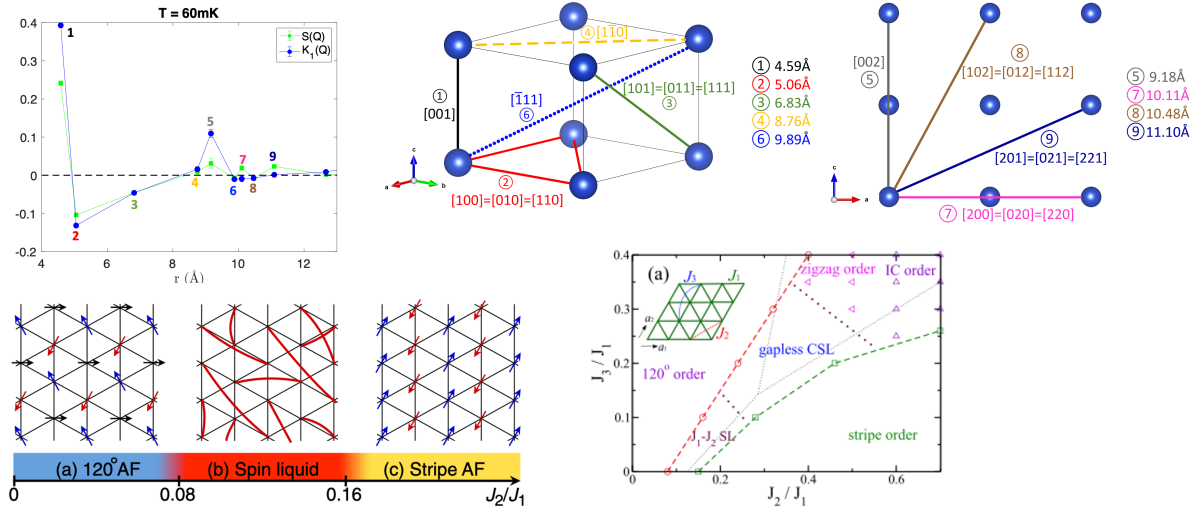 T = 60mK
S(Q)
K₁(Q)
0.4
0.3
0.2
0.1
0
-0.1
-0.2
1
2
3
4
5
6
7
8
9
4
6
8
10
12
r (Å)
④[1̄10]
①
[001]
[1̄11]
⑥
[101]=[011]=[111]
③
②
[100]=[010]=[110]
c
a
b
① 4.59Å
② 5.06Å
③ 6.83Å
④ 8.76Å
⑥ 9.89Å
[002]
⑤
⑧
[102]=[012]=[112]
⑨
[201]=[021]=[221]
⑦ [200]=[020]=[220]
c
a
⑤ 9.18Å
⑦ 10.11Å
⑧ 10.48Å
⑨ 11.10Å
(a) 120°AF
(b) Spin liquid
(c) Stripe AF
0
0.08
0.16
J₂/J₁
0.4
0.3
0.2
0.1
0
J₃ / J₁
(a)
J₃
J₁
J₂
a₂
a₁
zigzag order
IC order
gapless CSL
120° order
J₁-J₂ SL
stripe order
0
0.2
0.4
0.6
J₂ / J₁